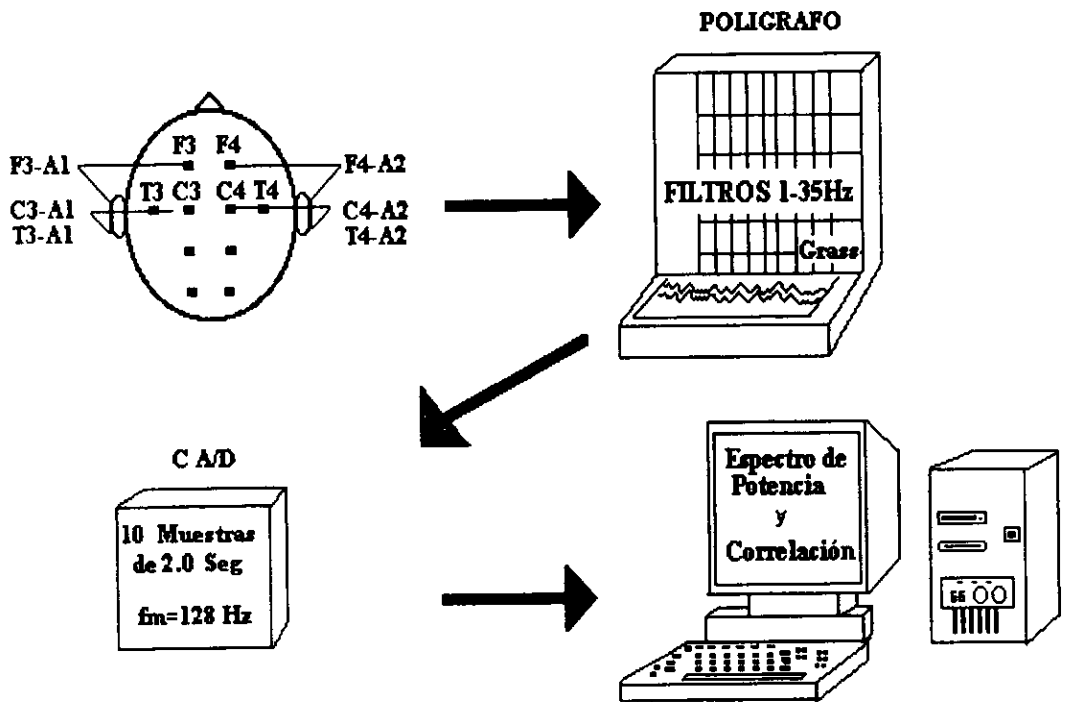 POLIGRAFO
F3 F4
F3-A1
F4-A2
T3 C3 C4 T4
C3-A1
T3-A1
C4-A2
T4-A2
FILTROS 1-35Hz
Grass
C A/D
10 Muestras
de 2.0 Seg
fm=128 Hz
Espectro de
Potencia
y
Correlación